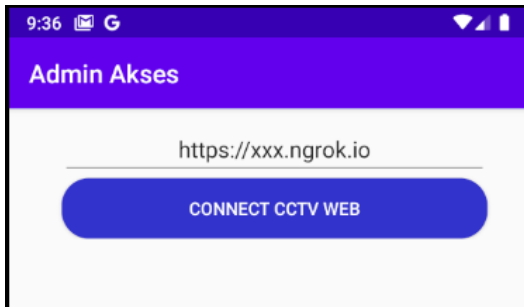 9:36 G
Admin Akses
https://xxx.ngrok.io
CONNECT CCTV WEB